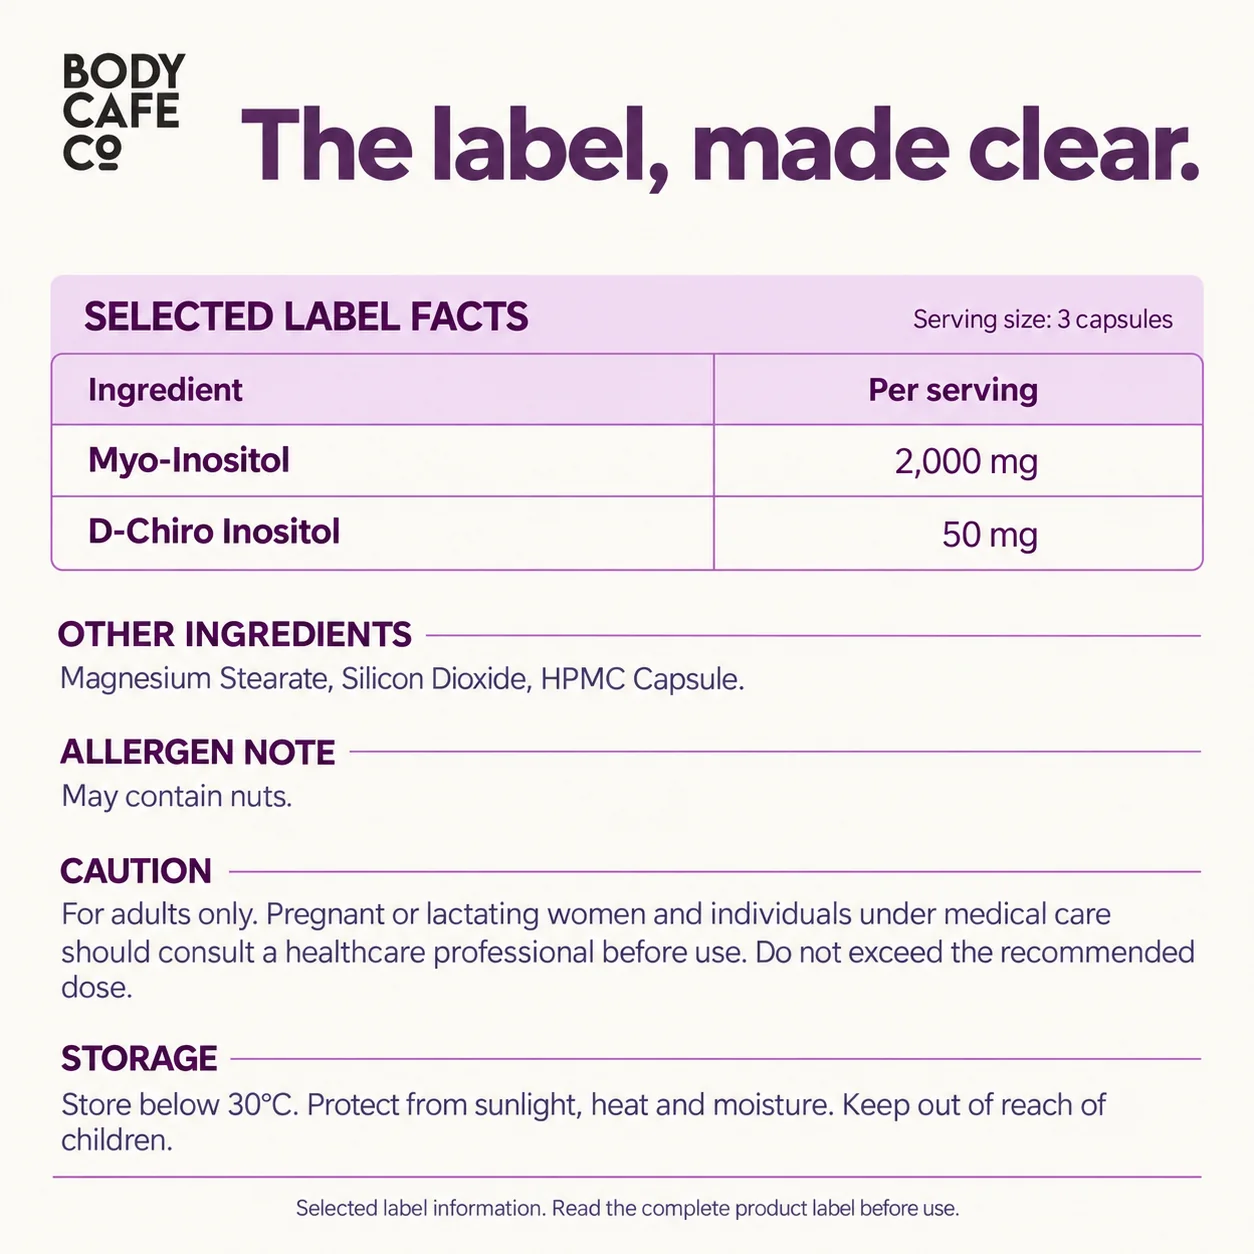 BODY
CAFE
Co
The label, made clear.
SELECTED LABEL FACTS
Serving size: 3 capsules
Ingredient
Per serving
Myo-Inositol
2,000 mg
D-Chiro Inositol
50 mg
OTHER INGREDIENTS
Magnesium Stearate, Silicon Dioxide, HPMC Capsule.
ALLERGEN NOTE
May contain nuts.
CAUTION
For adults only. Pregnant or lactating women and individuals under medical care
should consult a healthcare professional before use. Do not exceed the recommended
dose.
STORAGE
Store below 30°C. Protect from sunlight, heat and moisture. Keep out of reach of
children.
Selected label information. Read the complete product label before use.